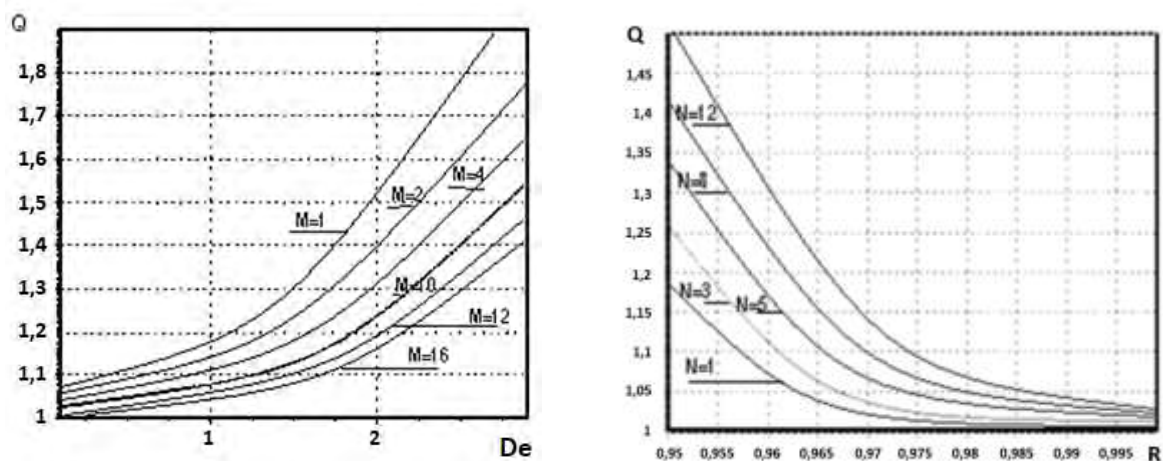 Q
1,8
1,7
1,6
1,5
1,4
1,3
1,2
1,1
1
1
2
De
M=1
M=2
M=4
M=10
M=12
M=16
Q
1,45
1,4
1,35
1,3
1,25
1,2
1,15
1,1
1,05
1
0,95
0,955
0,96
0,965
0,97
0,975
0,98
0,985
0,99
0,995
R
N=12
N=8
N=5
N=3
N=1